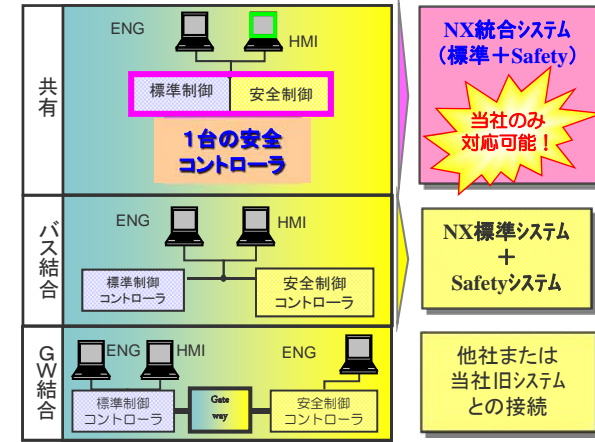 共有
ENG
HMI
標準制御
安全制御
1台の安全
コントローラ
NX統合システム
(標準+Safety)
当社のみ
対応可能!
バス結合
ENG
HMI
標準制御
コントローラ
安全制御
コントローラ
NX標準システム
+
Safetyシステム
GW結合
ENG
HMI
ENG
標準制御
コントローラ
Gate
way
安全制御
コントローラ
他社または
当社旧システム
との接続